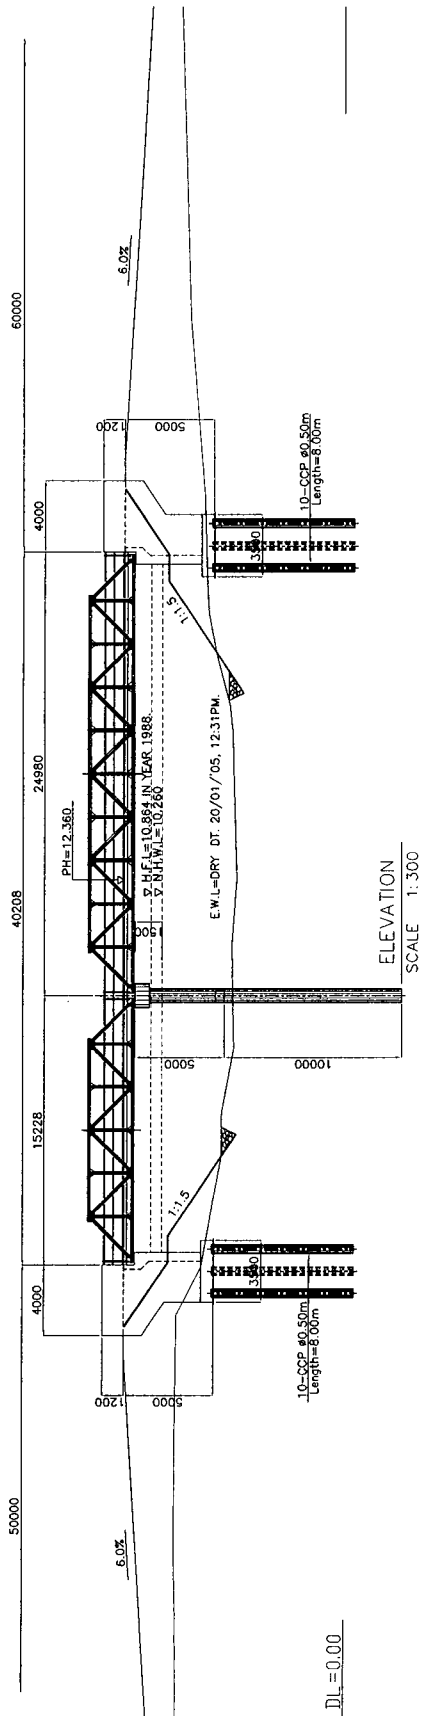 50000
40208
60000
4000
15228
24980
4000
6.0%
6.0%
PH=12.360
1200
1200
H.F.L=10.864 IN YEAR 1988.
N.H.W.L=10.260
1500
5000
5000
5000
1:1.5
1:1.5
E.W.L=DRY DT. 20/01/'05, 12:31PM.
3500
3500
10000
10-CCP ø0.50m
Length=8.00m
10-CCP ø0.50m
Length=8.00m
DL=0.00
ELEVATION
SCALE 1:300